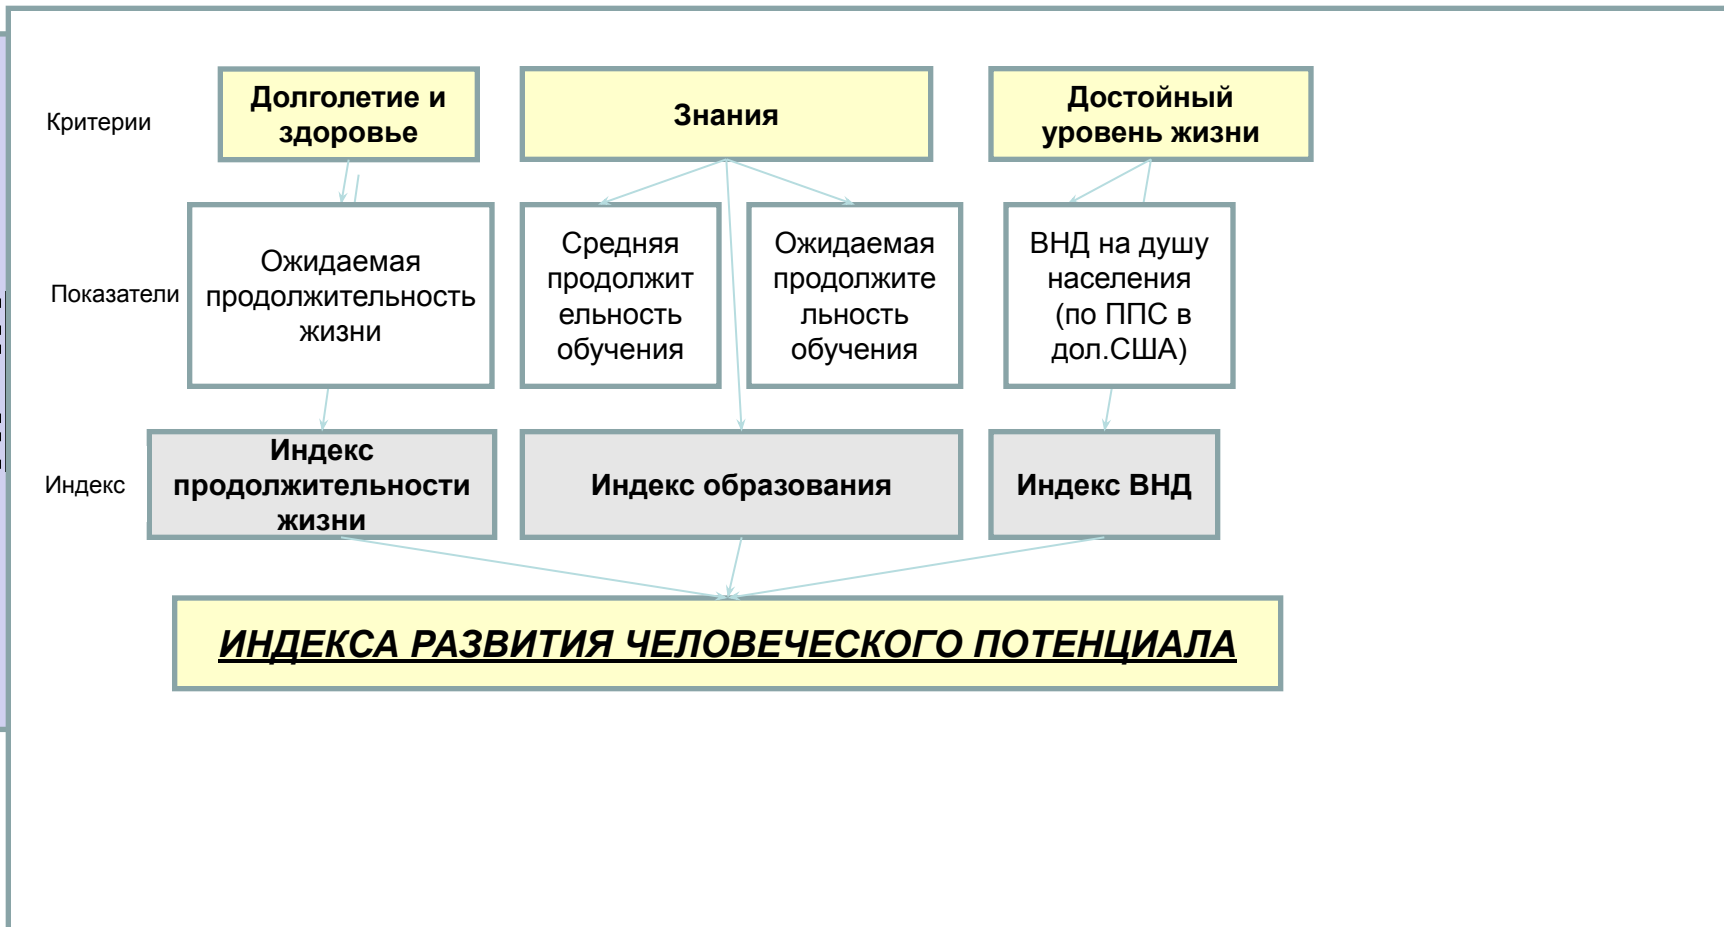 Критерии
Долголетие и
здоровье
Знания
Достойный
уровень жизни
Показатели
Ожидаемая
продолжительность
жизни
Средняя
продолжит
ельность
обучения
Ожидаемая
продолжите
льность
обучения
ВНД на душу
населения
(по ППС в
дол.США)
Индекс
Индекс
продолжительности
жизни
Индекс образования
Индекс ВНД
ИНДЕКСА РАЗВИТИЯ ЧЕЛОВЕЧЕСКОГО ПОТЕНЦИАЛА